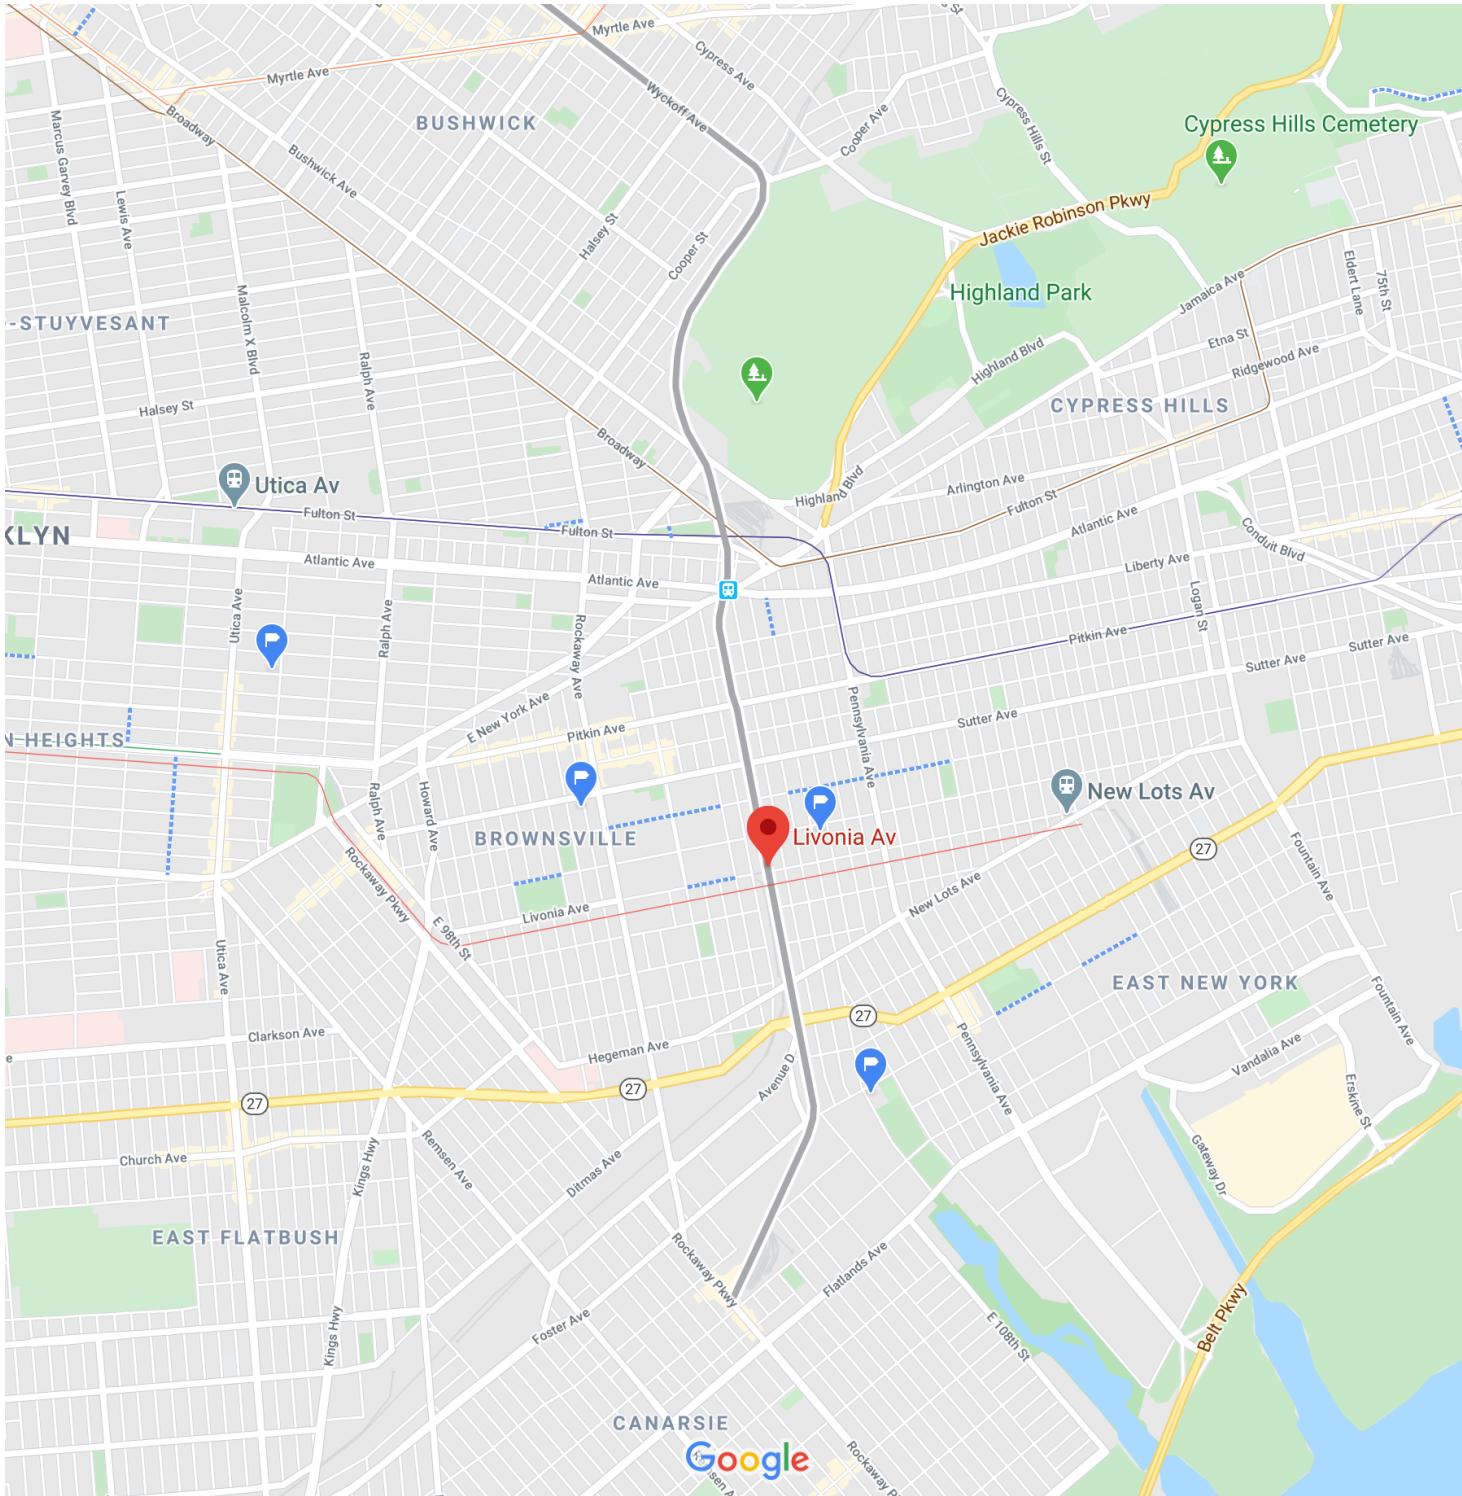 Myrtle Ave
Cypress Ave
Myrtle Ave
Wyckoff Ave
Cypress Hills St
Cooper Ave
Marcus Garvey Blvd
Broadway
BUSHWICK
Cypress Hills Cemetery
Bushwick Ave
Lewis Ave
Jackie Robinson Pkwy
Halsey St
Cooper St
Highland Park
Jamaica Ave
Eldert Lane
75th St
-STUYVESANT
Malcolm X Blvd
Etna St
Highland Blvd
Ridgewood Ave
Ralph Ave
Halsey St
CYPRESS HILLS
Broadway
Utica Av
Fulton St
Highland Blvd
Arlington Ave
Fulton St
KLYN
Fulton St
Atlantic Ave
Conduit Blvd
Atlantic Ave
Atlantic Ave
Liberty Ave
Logan St
Utica Ave
Ralph Ave
Rockaway Ave
Pitkin Ave
Sutter Ave
Sutter Ave
E New York Ave
Pennsylvania Ave
Sutter Ave
N HEIGHTS
Pitkin Ave
Ralph Ave
Howard Ave
New Lots Av
BROWNSVILLE
Livonia Av
27
Fountain Ave
Rockaway Pkwy
New Lots Ave
Livonia Ave
E 98th St
Utica Ave
EAST NEW YORK
Fountain Ave
27
Clarkson Ave
Hegeman Ave
Pennsylvania Ave
Vandalia Ave
Avenue D
27
27
Erskine St
Church Ave
Remsen Ave
Kings Hwy
Ditmas Ave
Gateway Dr
EAST FLATBUSH
Rockaway Pkwy
Flatlands Ave
Foster Ave
Kings Hwy
E 108th St
Belt Pkwy
CANARSIE
Google
Rockaway Pkwy